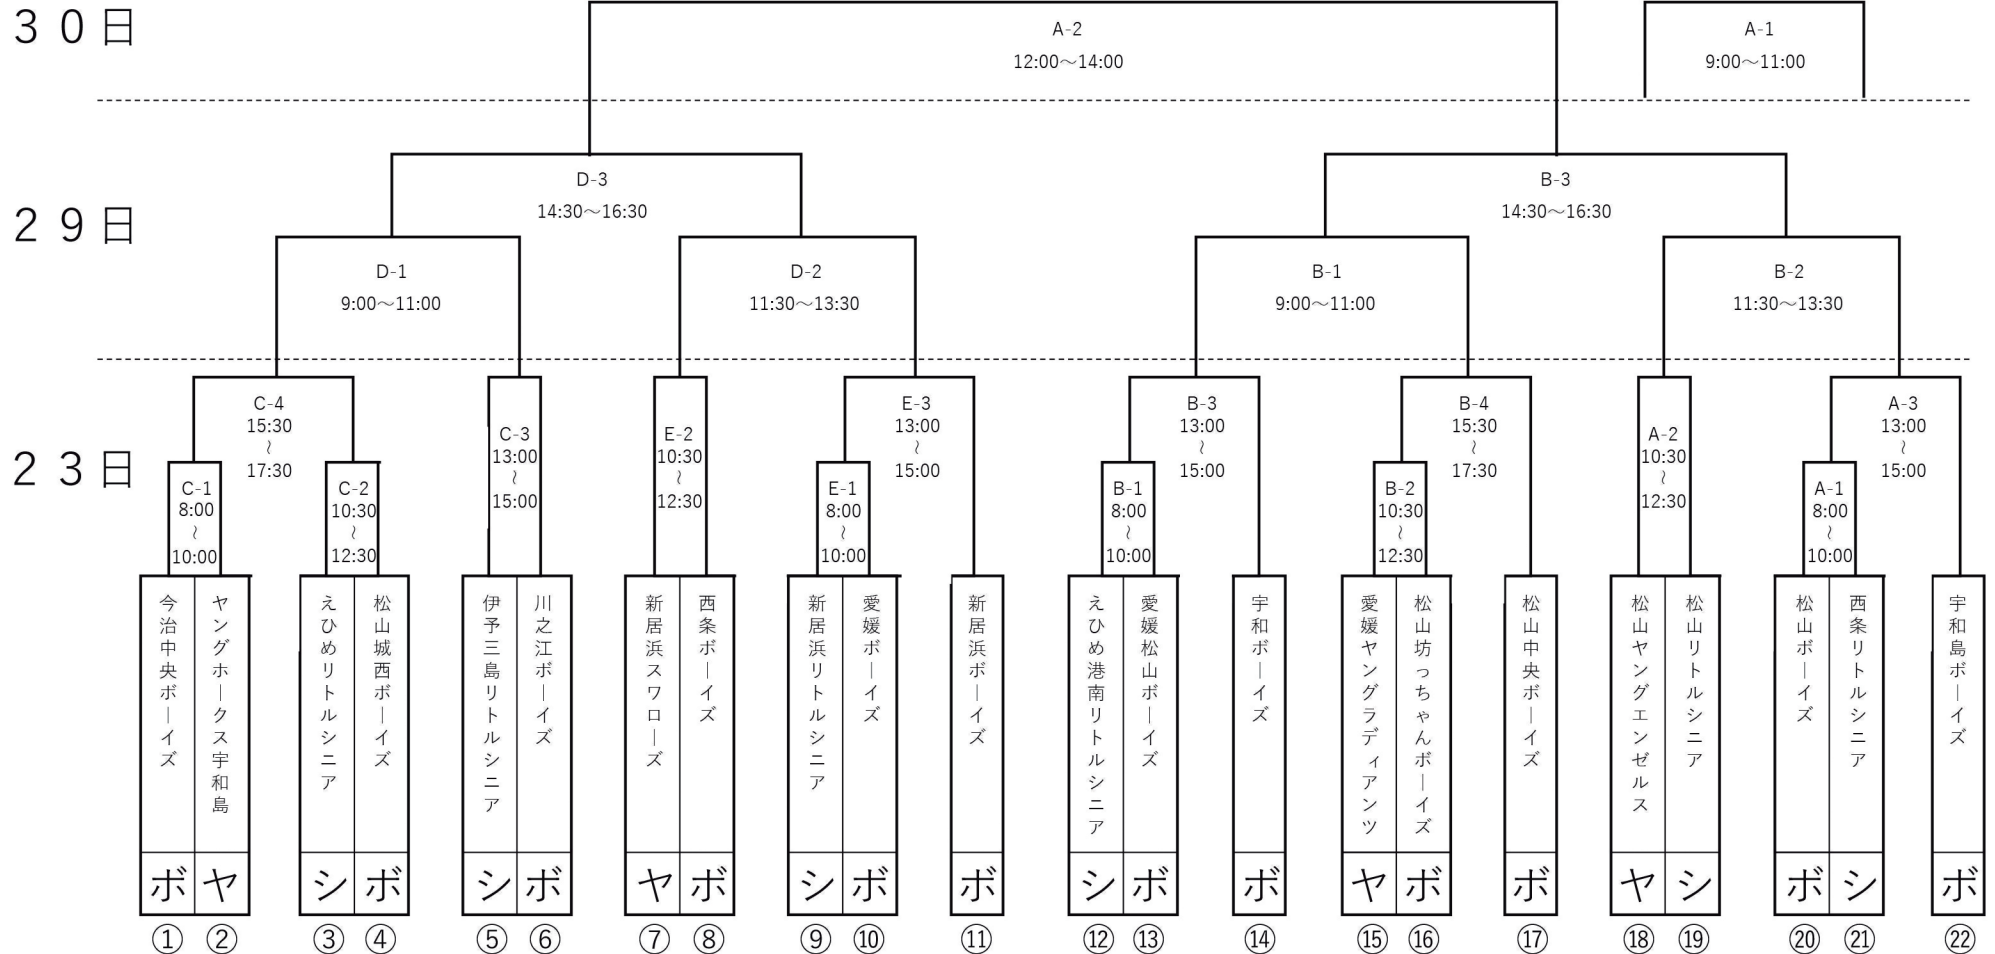 ３０日
A-2
12:00～14:00
A-1
9:00～11:00
２９日
D-3
14:30～16:30
B-3
14:30～16:30
D-1
9:00～11:00
D-2
11:30～13:30
B-1
9:00～11:00
B-2
11:30～13:30
２３日
C-4
15:30
～
17:30
C-3
13:00
～
15:00
E-2
10:30
～
12:30
E-3
13:00
～
15:00
B-3
13:00
～
15:00
B-4
15:30
～
17:30
A-2
10:30
～
12:30
A-3
13:00
～
15:00
C-1
8:00
～
10:00
C-2
10:30
～
12:30
E-1
8:00
～
10:00
B-1
8:00
～
10:00
B-2
10:30
～
12:30
A-1
8:00
～
10:00
今治中央ボーイズ
ヤングホークス宇和島
えひめリトルシニア
松山城西ボーイズ
伊予三島リトルシニア
川之江ボーイズ
新居浜スワローズ
西条ボーイズ
新居浜リトルシニア
愛媛ボーイズ
新居浜ボーイズ
えひめ港南リトルシニア
愛媛松山ボーイズ
宇和ボーイズ
愛媛ヤングラディアンツ
松山坊っちゃんボーイズ
松山中央ボーイズ
松山ヤングエンゼルス
松山リトルシニア
松山ボーイズ
西条リトルシニア
宇和島ボーイズ
ボ ヤ シ ボ シ ボ ヤ ボ シ ボ ボ シ ボ ボ ヤ ボ ボ ヤ シ ボ シ ボ
① ② ③ ④ ⑤ ⑥ ⑦ ⑧ ⑨ ⑩ ⑪ ⑫ ⑬ ⑭ ⑮ ⑯ ⑰ ⑱ ⑲ ⑳ ㉑ ㉒